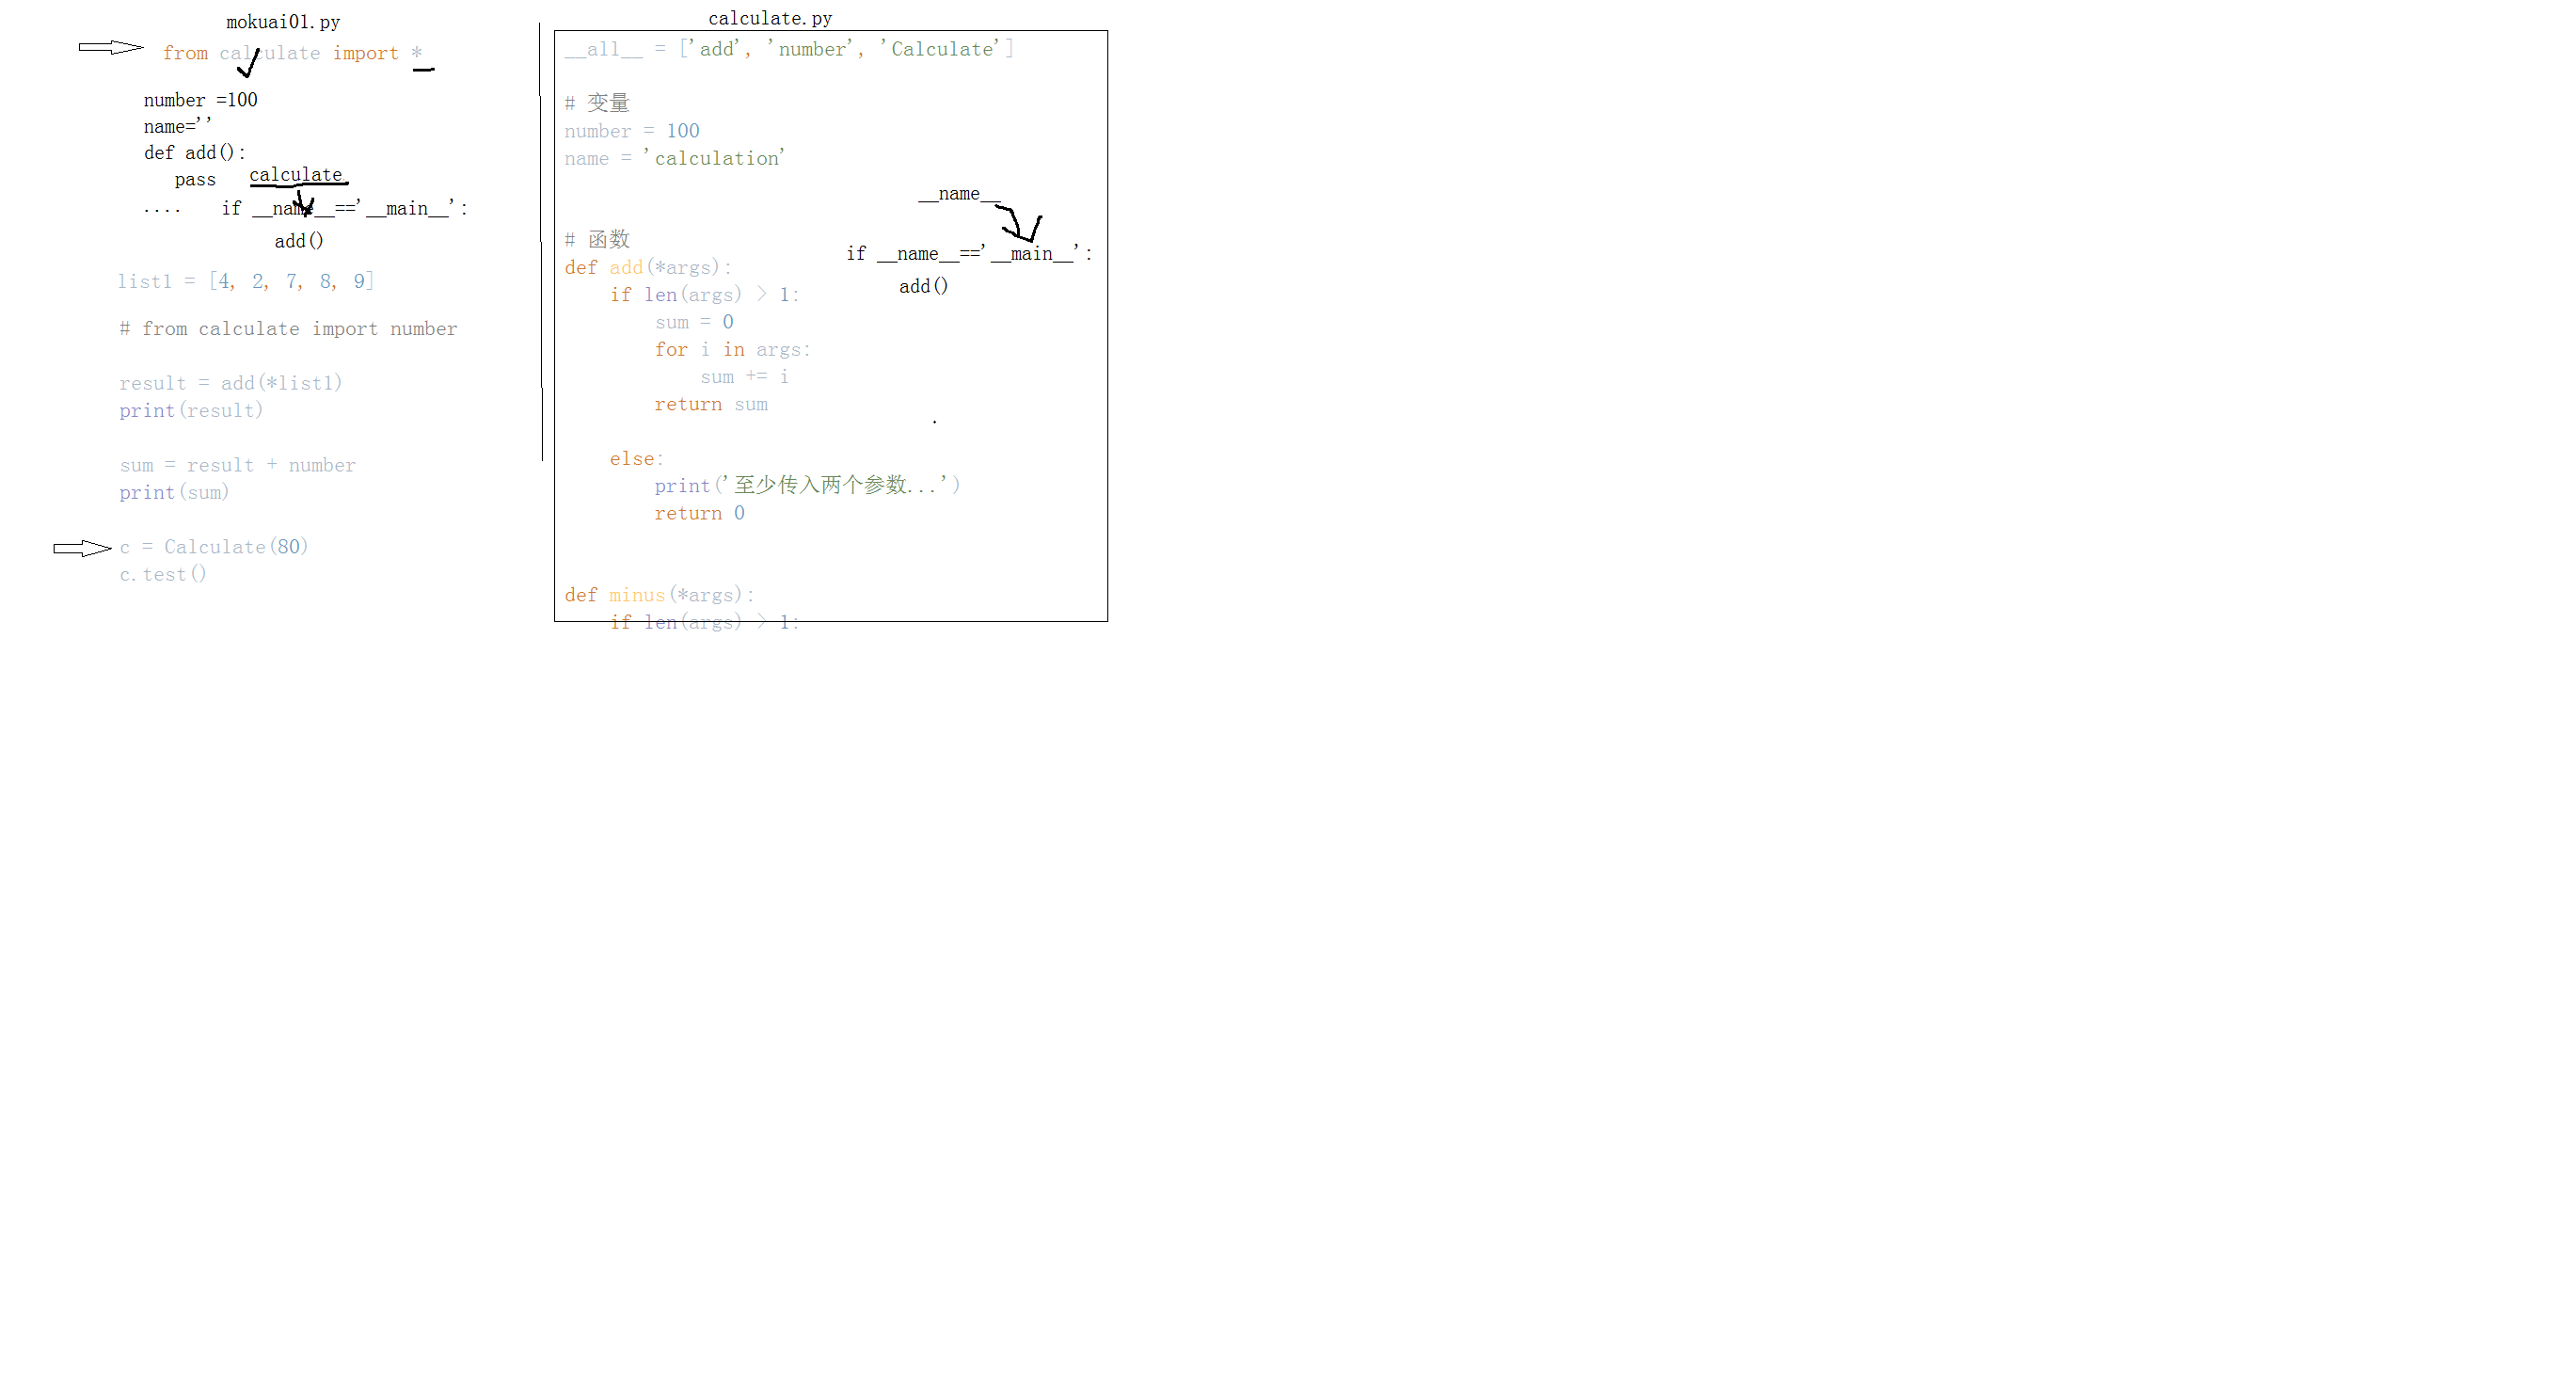 mokuai01.py
from calculate import *
number =100
name=''
def add():
pass calculate
.... if __name__=='__main__':
add()
list1 = [4, 2, 7, 8, 9]
# from calculate import number
result = add(*list1)
print(result)
sum = result + number
print(sum)
c = Calculate(80)
c.test()
calculate.py
__all__ = ['add', 'number', 'Calculate']
# 变量
number = 100
name = 'calculation'
__name__
# 函数
if __name__=='__main__':
def add(*args):
add()
if len(args) > 1:
sum = 0
for i in args:
sum += i
return sum
.
else:
print('至少传入两个参数...')
return 0
def minus(*args):
if len(args) > 1: